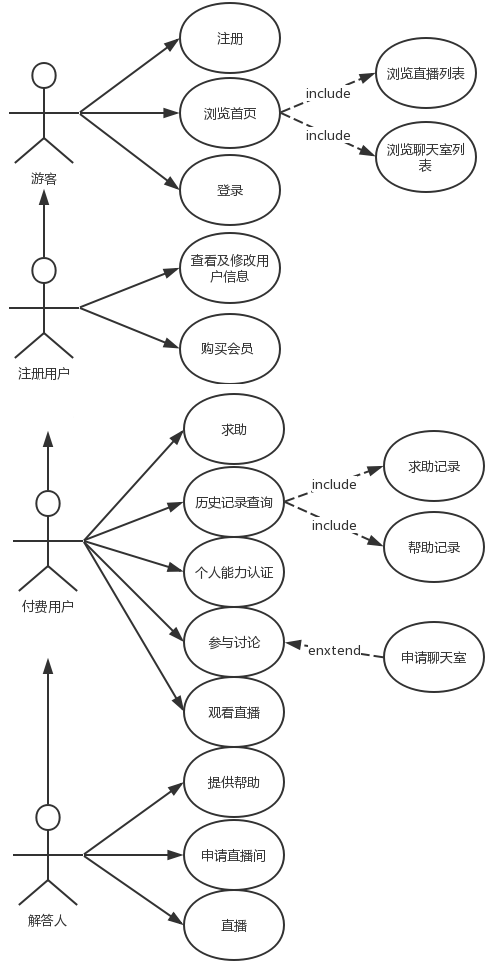 注册
浏览直播列表
include
浏览首页
include
浏览聊天室列
表
游客
登录
查看及修改用
户信息
购买会员
注册用户
求助
求助记录
include
历史记录查询
include
帮助记录
个人能力认证
付费用户
参与讨论
enxtend
申请聊天室
观看直播
提供帮助
申请直播间
解答人
直播